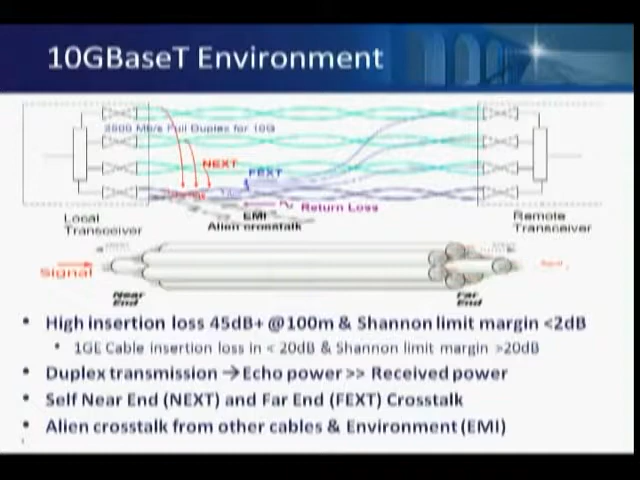 10GBaseT Environment
2500 Mb/s Full Duplex for 10G
NEXT
FEXT
Return Loss
EMI
Alien crosstalk
Local
Transceiver
Remote
Transceiver
Signal
Near
End
Far
End
• High insertion loss 45dB+ @100m & Shannon limit margin <2dB
• 1GE Cable insertion loss in < 20dB & Shannon limit margin >20dB
• Duplex transmission →Echo power >> Received power
• Self Near End (NEXT) and Far End (FEXT) Crosstalk
• Alien crosstalk from other cables & Environment (EMI)